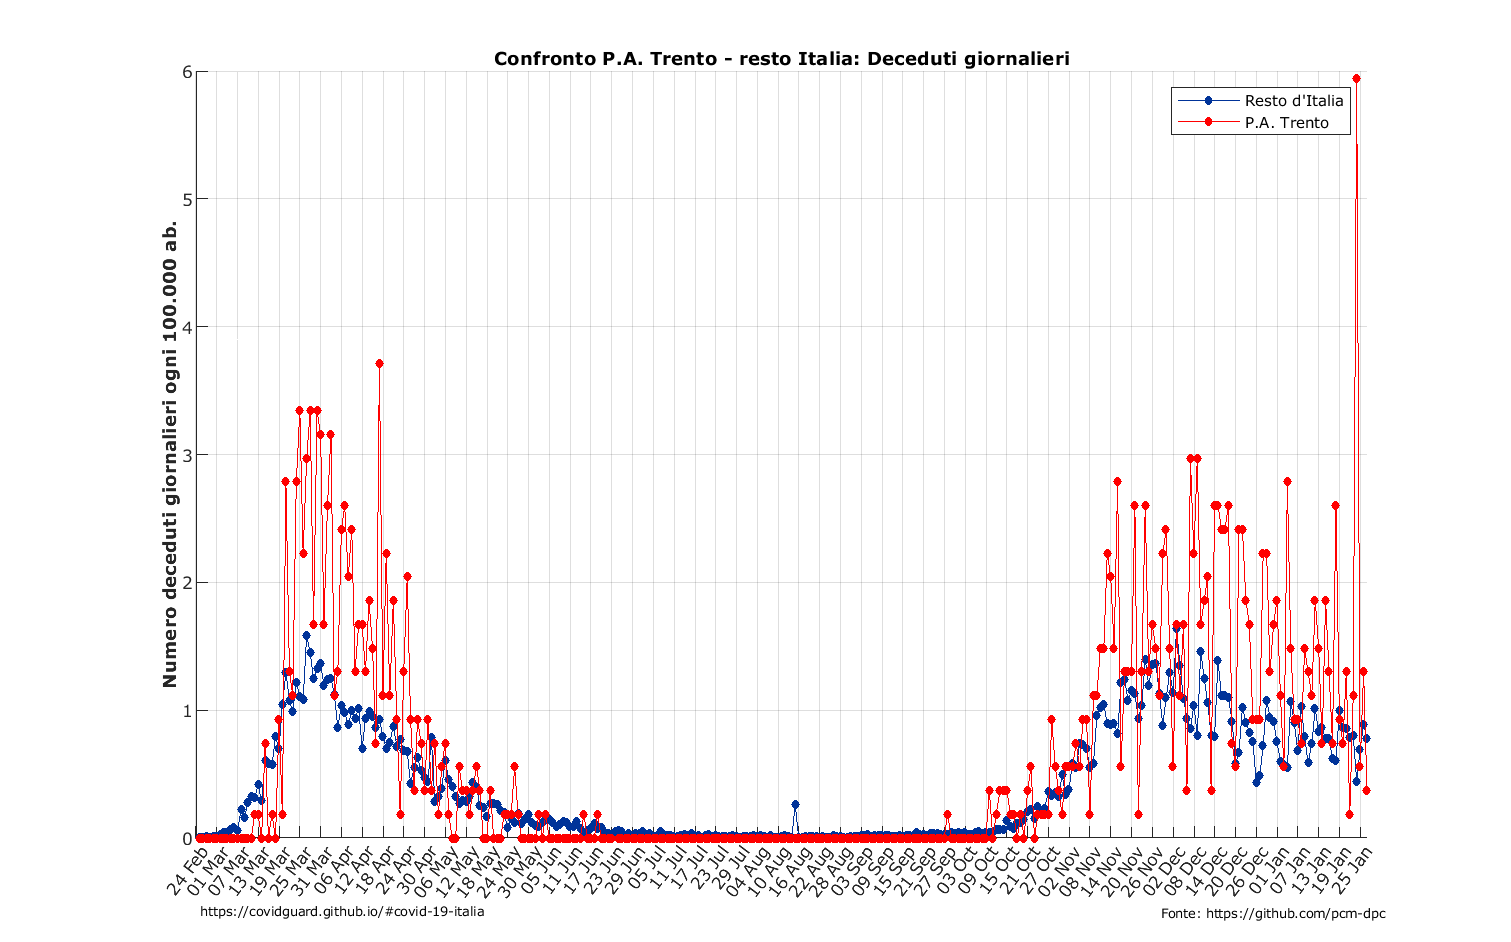 Confronto P.A. Trento - resto Italia: Deceduti giornalieri
Resto d'Italia
P.A. Trento
Numero deceduti giornalieri ogni 100.000 ab.
6
5
4
3
2
1
0
24 Feb
01 Mar
07 Mar
13 Mar
19 Mar
25 Mar
31 Mar
06 Apr
12 Apr
18 Apr
24 Apr
30 Apr
06 May
12 May
18 May
24 May
30 May
05 Jun
11 Jun
17 Jun
23 Jun
29 Jun
05 Jul
11 Jul
17 Jul
23 Jul
29 Jul
04 Aug
10 Aug
16 Aug
22 Aug
28 Aug
03 Sep
09 Sep
15 Sep
21 Sep
27 Sep
03 Oct
09 Oct
15 Oct
21 Oct
27 Oct
02 Nov
08 Nov
14 Nov
20 Nov
26 Nov
02 Dec
08 Dec
14 Dec
20 Dec
26 Dec
01 Jan
07 Jan
13 Jan
19 Jan
25 Jan
https://covidguard.github.io/#covid-19-italia
Fonte: https://github.com/pcm-dpc